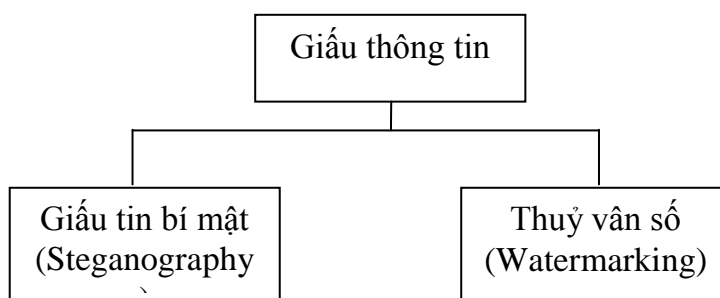 Giấu thông tin
Giấu tin bí mật
(Steganography
)
Thuỷ vân số
(Watermarking)